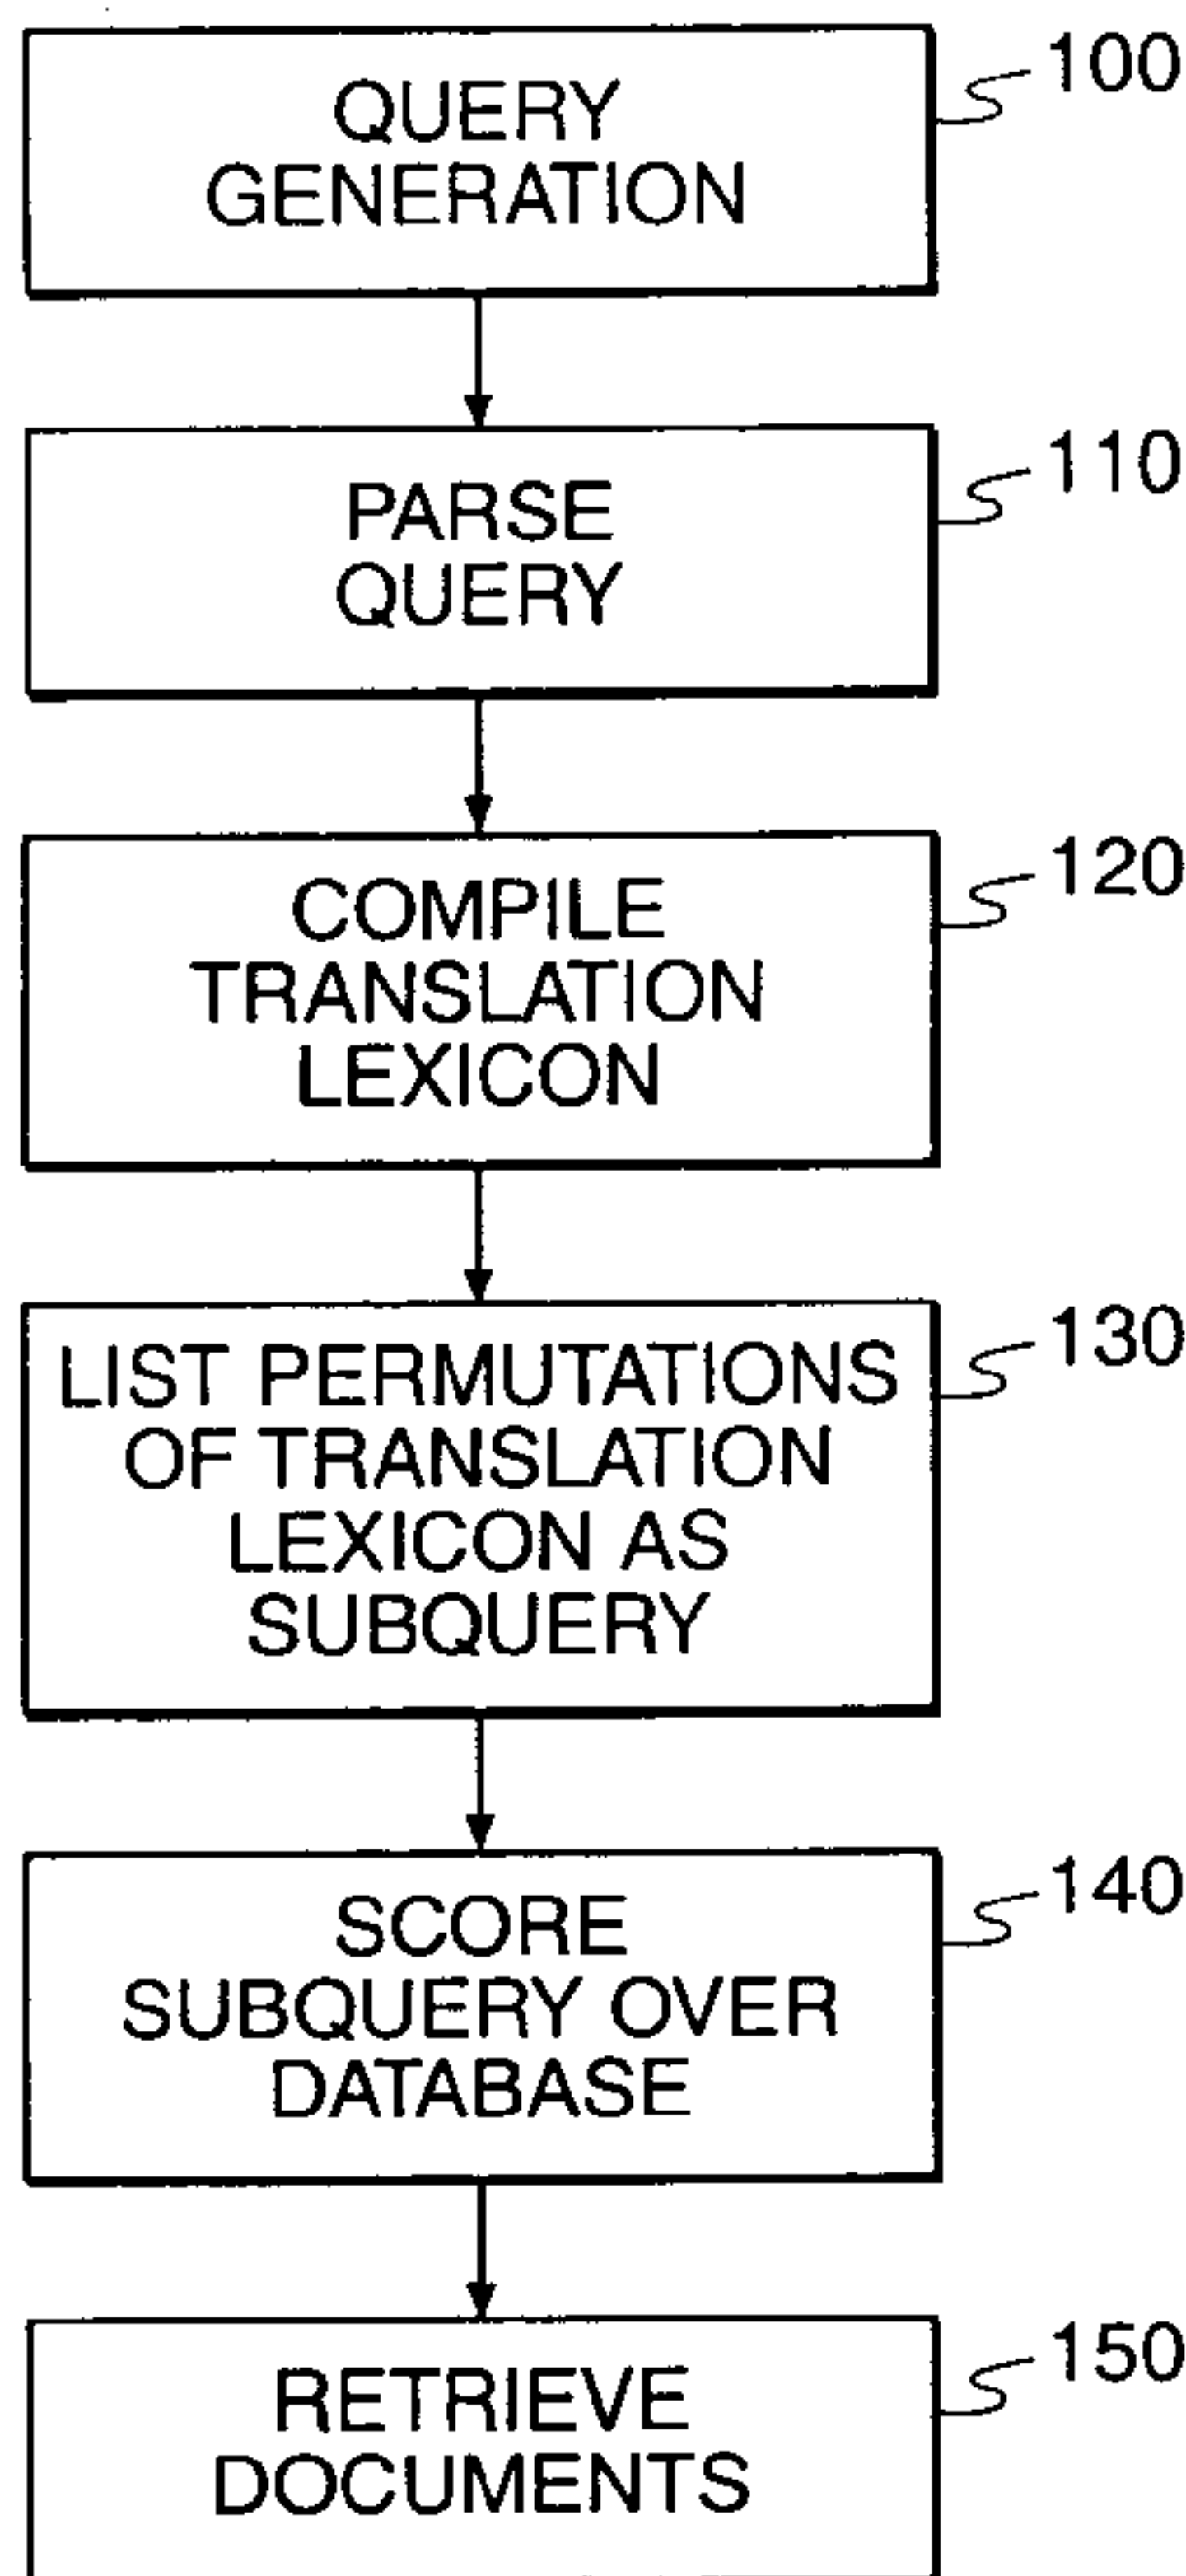 QUERY
GENERATION
100
PARSE
QUERY
110
COMPILE
TRANSLATION
LEXICON
120
LIST PERMUTATIONS
OF TRANSLATION
LEXICON AS
SUBQUERY
130
SCORE
SUBQUERY OVER
DATABASE
140
RETRIEVE
DOCUMENTS
150